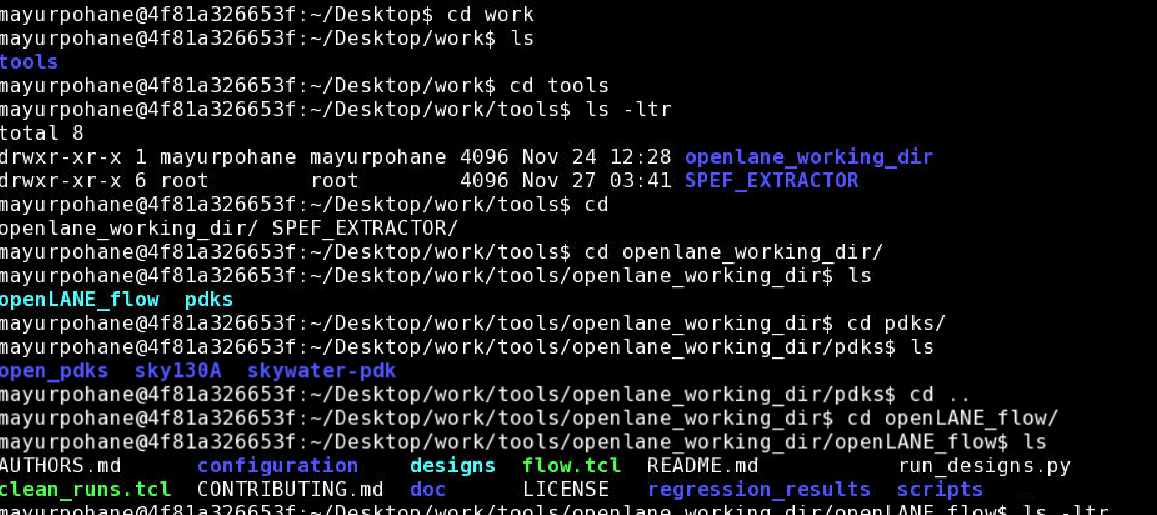 mayurpohane@4f81a326653f:~/Desktop$ cd work
mayurpohane@4f81a326653f:~/Desktop/work$ ls
tools
mayurpohane@4f81a326653f:~/Desktop/work$ cd tools
mayurpohane@4f81a326653f:~/Desktop/work/tools$ ls -ltr
total 8
drwxr-xr-x 1 mayurpohane mayurpohane 4096 Nov 24 12:28 openlane_working_dir
drwxr-xr-x 6 root        root        4096 Nov 27 03:41 SPEF_EXTRACTOR
mayurpohane@4f81a326653f:~/Desktop/work/tools$ cd
openlane_working_dir/ SPEF_EXTRACTOR/
mayurpohane@4f81a326653f:~/Desktop/work/tools$ cd openlane_working_dir/
mayurpohane@4f81a326653f:~/Desktop/work/tools/openlane_working_dir$ ls
openLANE_flow  pdks
mayurpohane@4f81a326653f:~/Desktop/work/tools/openlane_working_dir$ cd pdks/
mayurpohane@4f81a326653f:~/Desktop/work/tools/openlane_working_dir/pdks$ ls
open_pdks  sky130A  skywater-pdk
mayurpohane@4f81a326653f:~/Desktop/work/tools/openlane_working_dir/pdks$ cd ..
mayurpohane@4f81a326653f:~/Desktop/work/tools/openlane_working_dir$ cd openLANE_flow/
mayurpohane@4f81a326653f:~/Desktop/work/tools/openlane_working_dir/openLANE_flow$ ls
AUTHORS.md      configuration    designs  flow.tcl  README.md           run_designs.py
clean_runs.tcl  CONTRIBUTING.md  doc      LICENSE   regression_results  scripts
mayurpohane@4f81a326653f:~/Desktop/work/tools/openlane_working_dir/openLANE_flow$ ls -ltr